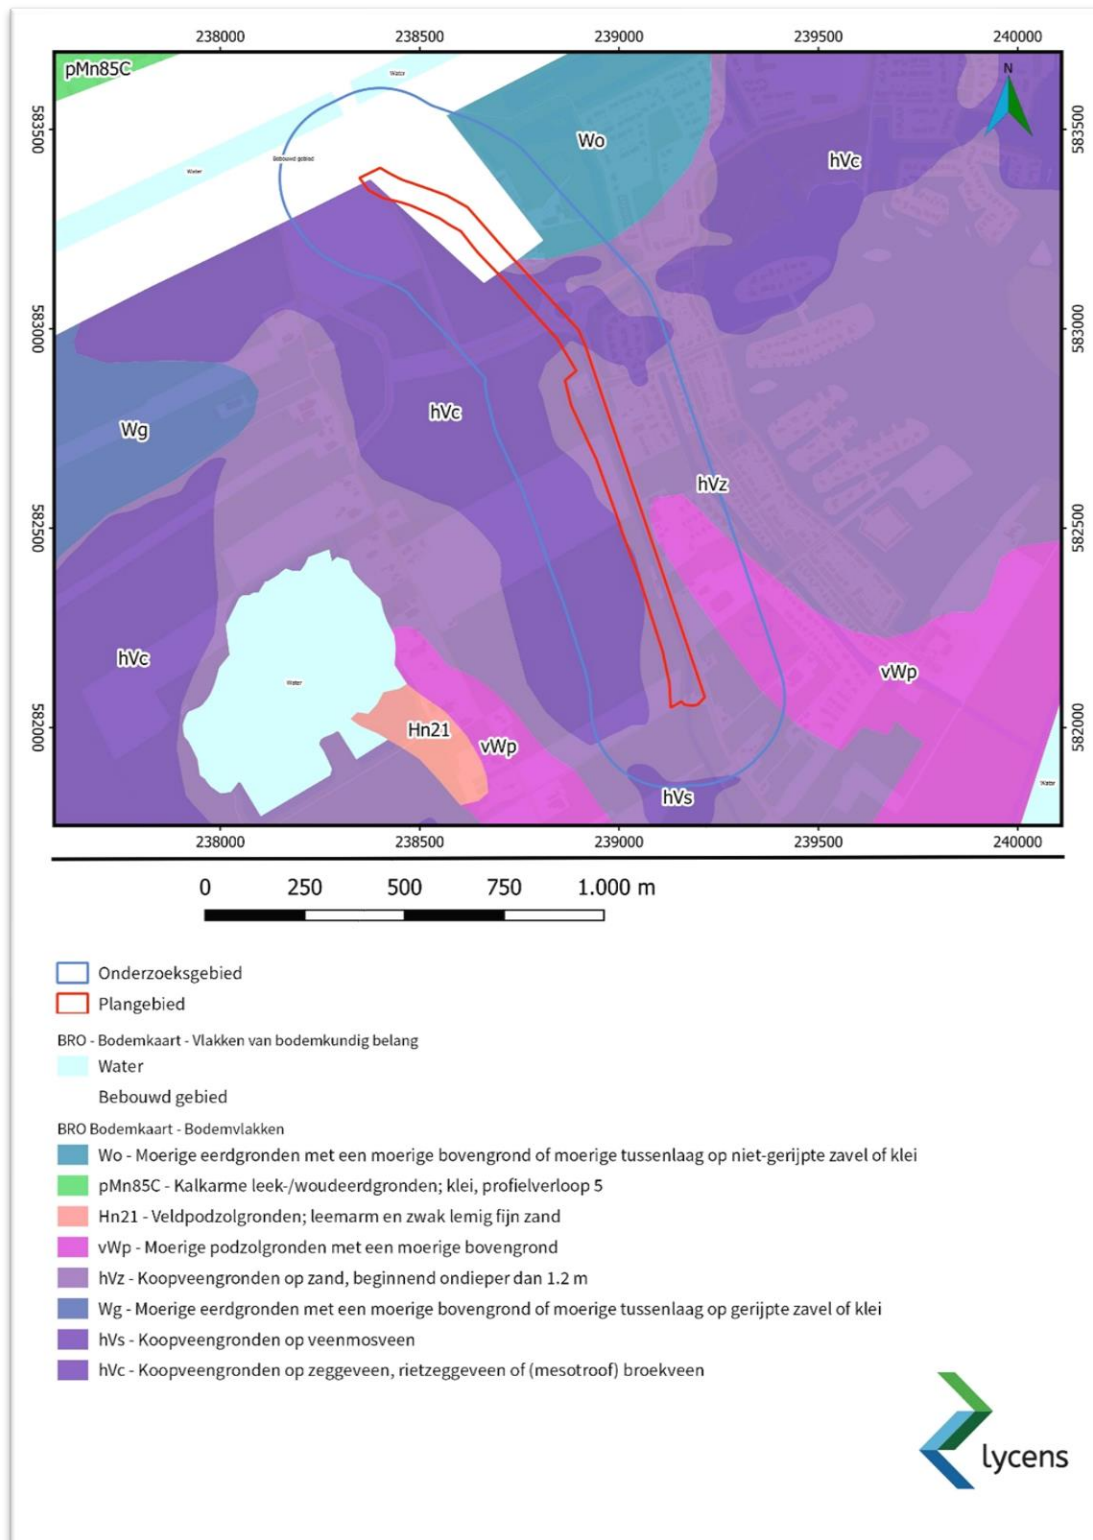 238000 238500 239000 239500 240000
pMn85C
Water
N
583500
583500
Wo
hVc
Bebouwd gebied
Water
583000
583000
hVc
Wg
hVz
582500
582500
hVc
vWp
Water
582000
582000
Hn21
vWp
Water
hVs
238000 238500 239000 239500 240000
0 250 500 750 1.000 m
Onderzoeksgebied
Plangebied
BRO - Bodemkaart - Vlakken van bodemkundig belang
Water
Bebouwd gebied
BRO Bodemkaart - Bodemvlakken
Wo - Moerige eerdgronden met een moerige bovengrond of moerige tussenlaag op niet-gerijpte zavel of klei
pMn85C - Kalkarme leek-/woudeerdgronden; klei, profielverloop 5
Hn21 - Veldpodzolgronden; leemarm en zwak lemig fijn zand
vWp - Moerige podzolgronden met een moerige bovengrond
hVz - Koopveengronden op zand, beginnend ondieper dan 1.2 m
Wg - Moerige eerdgronden met een moerige bovengrond of moerige tussenlaag op gerijpte zavel of klei
hVs - Koopveengronden op veenmosveen
hVc - Koopveengronden op zeggeveen, rietzeggeveen of (mesotroof) broekveen
lycens